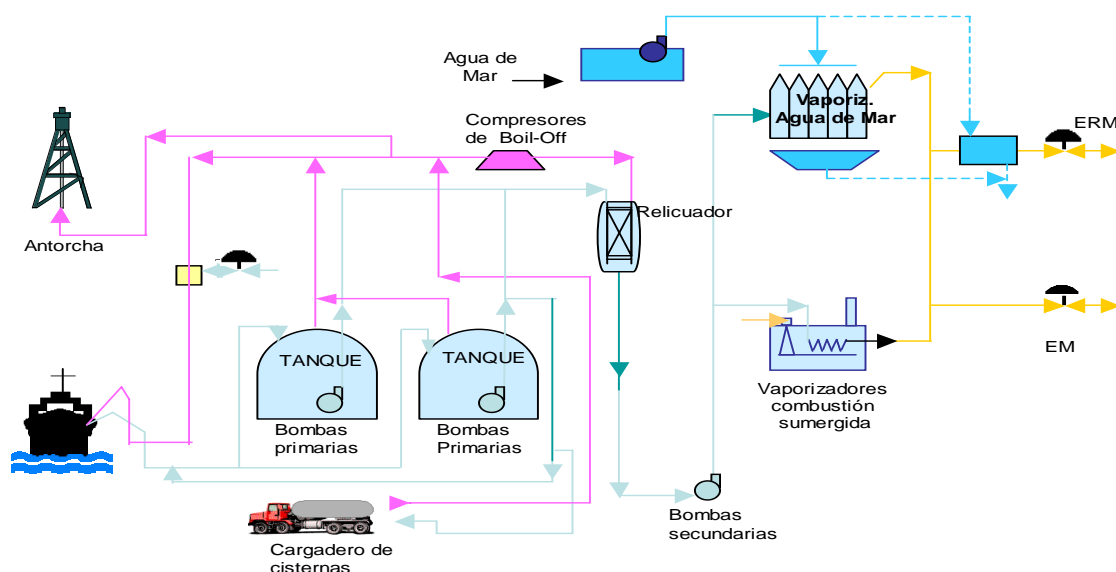 Agua de
Mar
Vaporiz.
Agua de Mar
ERM
Compresores
de Boil-Off
Relicuador
Antorcha
TANQUE
TANQUE
EM
Bombas
primarias
Bombas
Primarias
Vaporizadores
combustión
sumergida
Bombas
secundarias
Cargadero de
cisternas